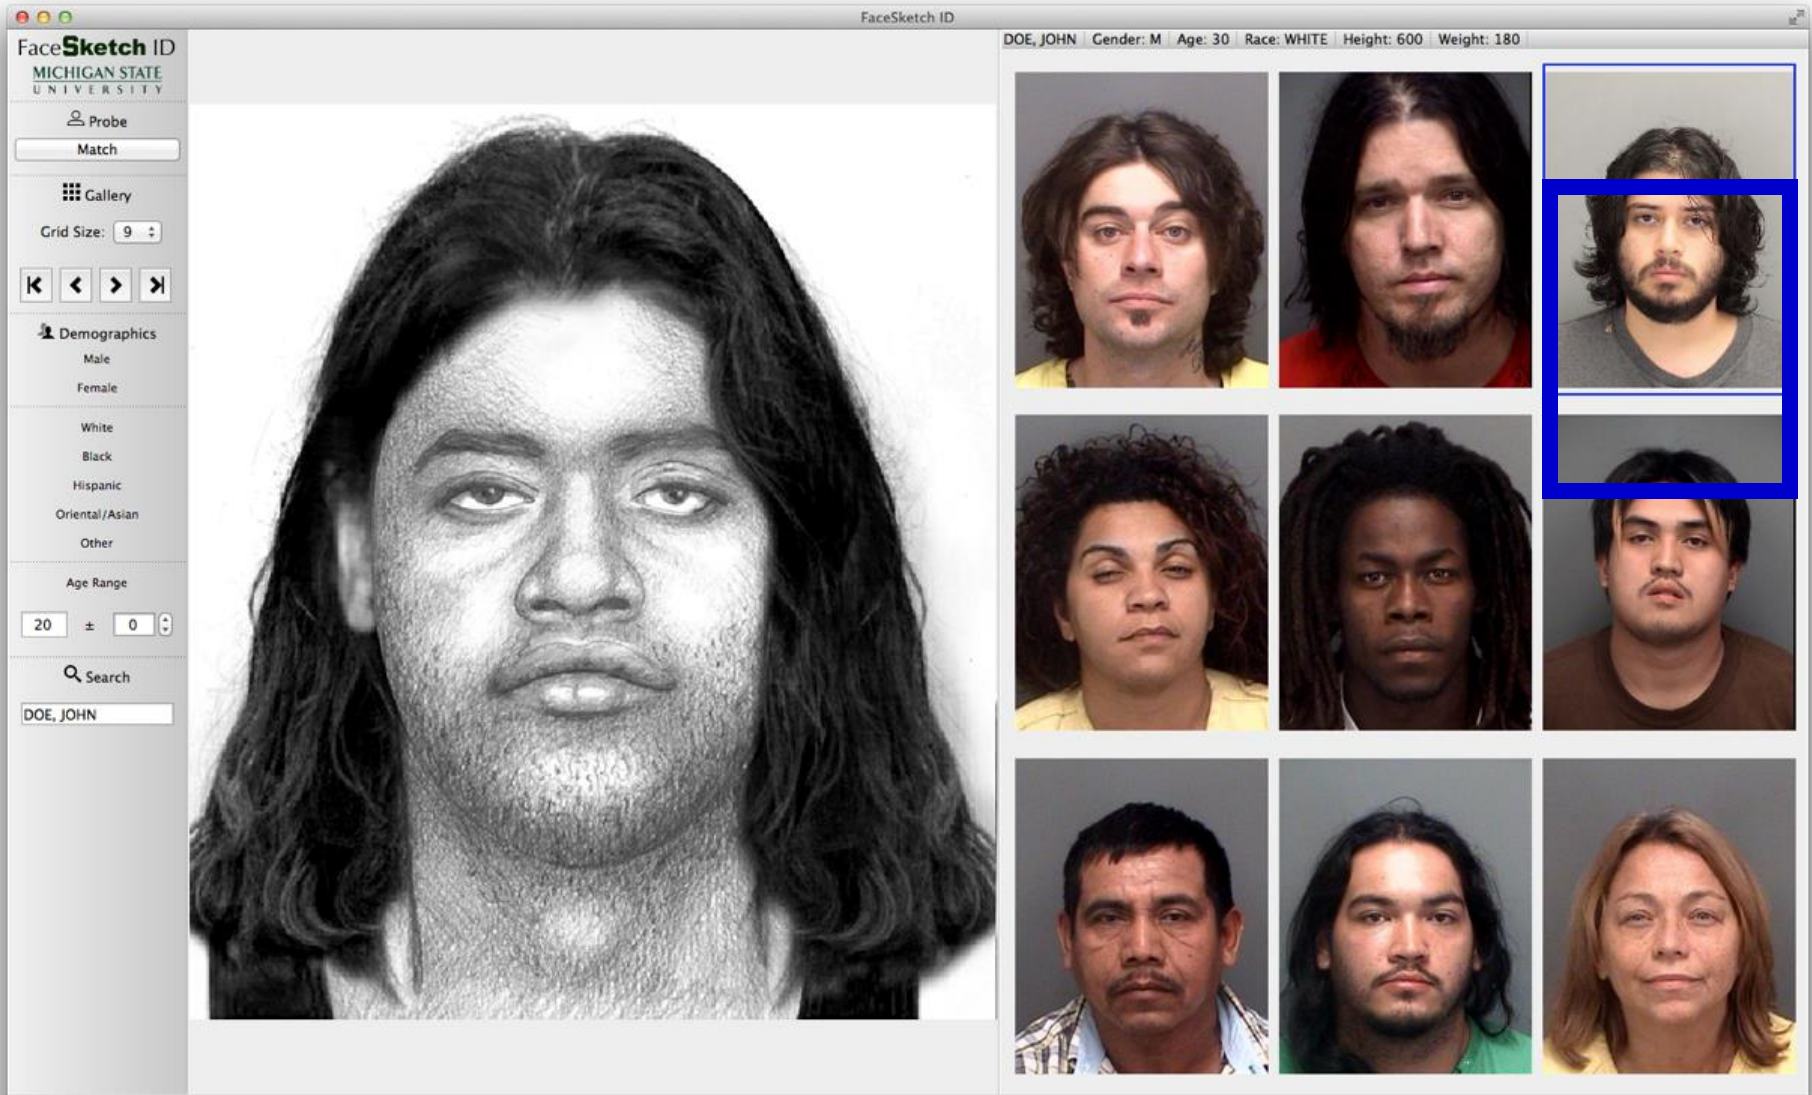 FaceSketch ID
FaceSketch ID
MICHIGAN STATE
UNIVERSITY
Probe
Match
Gallery
Grid Size: 9
Demographics
Male
Female
White
Black
Hispanic
Oriental/Asian
Other
Age Range
20 ± 0
Search
DOE, JOHN
DOE, JOHN Gender: M Age: 30 Race: WHITE Height: 600 Weight: 180